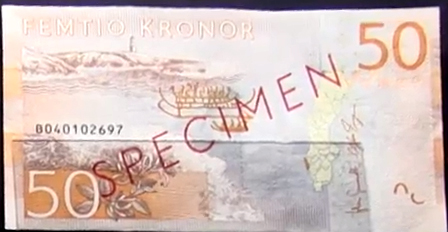 FEMTIO KRONOR
50
SPECIMEN
B040102697
50